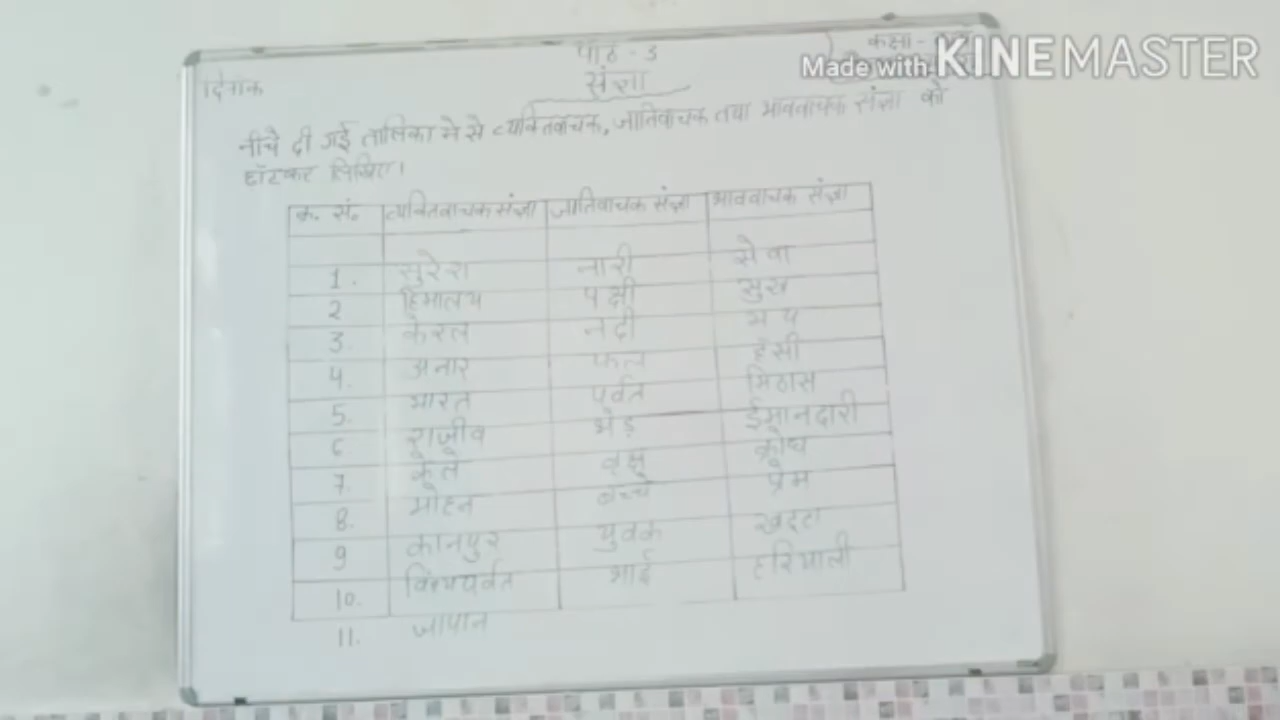 पाठ - 3
कक्षा -
Made with KINEMASTER
दिनांक
संज्ञा
नीचे दी गई तालिका मे से व्यक्तिवाचक, जातिवाचक तथा भाववाचक संज्ञा को
छाँटकर लिखिए।
क. सं. व्यक्तिवाचक संज्ञा जातिवाचक संज्ञा भाववाचक संज्ञा
1. सुरेश नारी सेवा
2 हिमालय पक्षी सुख
3. केरल नदी भय
4. अनार फल हँसी
5. भारत पर्वत मिठास
6 राजीव भेड़ ईमानदारी
7. वृक्ष क्रोध
8. मोहन बच्चे प्रेम
9 कानपुर युवक खट्टा
10. विंध्यपर्वत भाई हरियाली
11. जापान